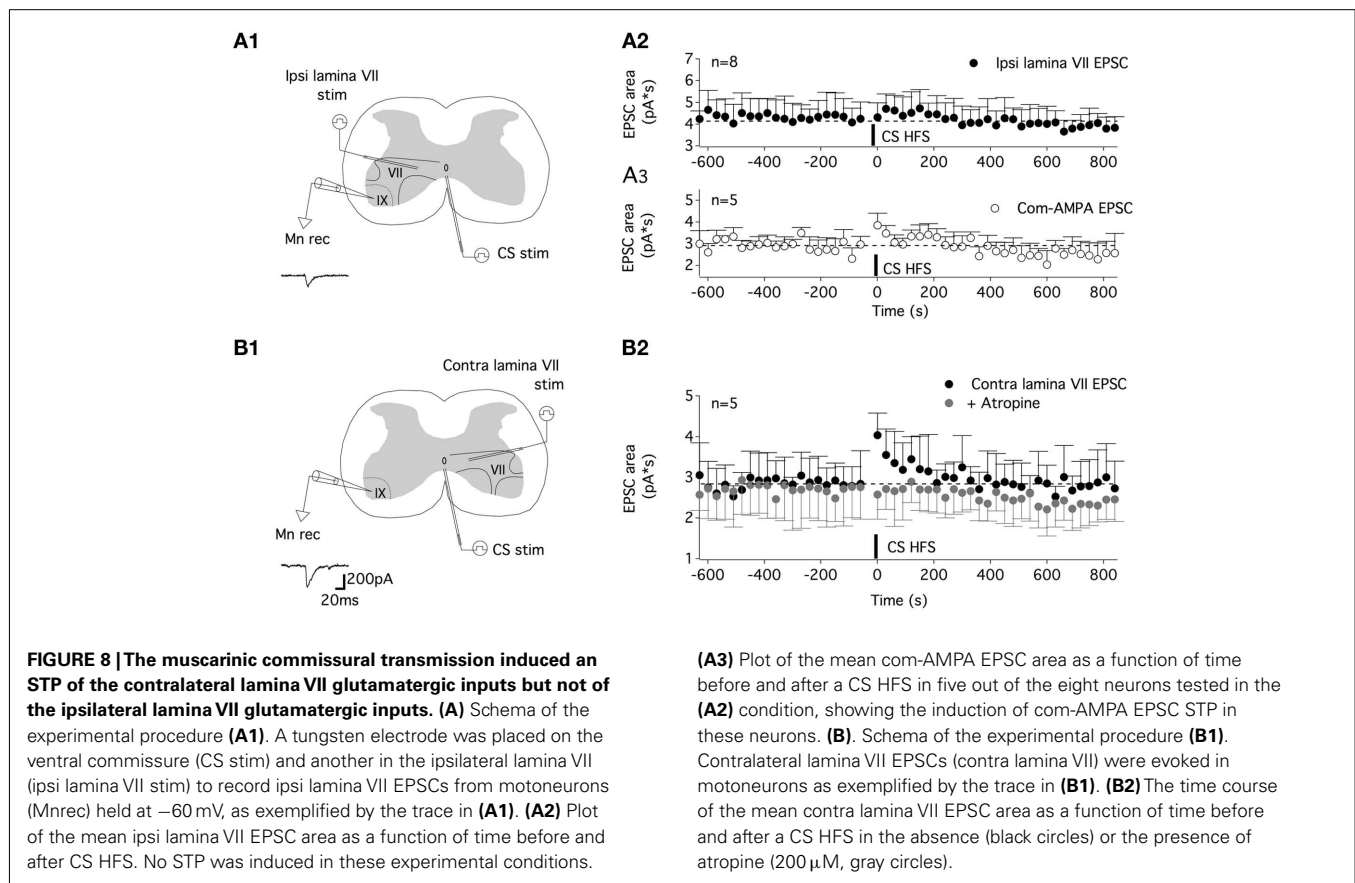 A1
Ipsi lamina VII
stim
VII
IX
Mn rec
CS stim
A2
7
6
5
4
3
EPSC area
(pA*s)
n=8
Ipsi lamina VII EPSC
CS HFS
-600 -400 -200 0 200 400 600 800
A3
5
4
3
2
EPSC area
(pA*s)
n=5
Com-AMPA EPSC
CS HFS
-600 -400 -200 0 200 400 600 800
Time (s)
B1
Contra lamina VII
stim
VII
IX
Mn rec
CS stim
200pA
20ms
B2
5
4
3
2
1
EPSC area
(pA*s)
n=5
Contra lamina VII EPSC
+ Atropine
CS HFS
-600 -400 -200 0 200 400 600 800
Time (s)
FIGURE 8 | The muscarinic commissural transmission induced an
STP of the contralateral lamina VII glutamatergic inputs but not of
the ipsilateral lamina VII glutamatergic inputs. (A) Schema of the
experimental procedure (A1). A tungsten electrode was placed on the
ventral commissure (CS stim) and another in the ipsilateral lamina VII
(ipsi lamina VII stim) to record ipsi lamina VII EPSCs from motoneurons
(Mnrec) held at −60 mV, as exemplified by the trace in (A1). (A2) Plot
of the mean ipsi lamina VII EPSC area as a function of time before and
after CS HFS. No STP was induced in these experimental conditions.
(A3) Plot of the mean com-AMPA EPSC area as a function of time
before and after a CS HFS in five out of the eight neurons tested in the
(A2) condition, showing the induction of com-AMPA EPSC STP in
these neurons. (B). Schema of the experimental procedure (B1).
Contralateral lamina VII EPSCs (contra lamina VII) were evoked in
motoneurons as exemplified by the trace in (B1). (B2) The time course
of the mean contra lamina VII EPSC area as a function of time before
and after a CS HFS in the absence (black circles) or the presence of
atropine (200 μM, gray circles).